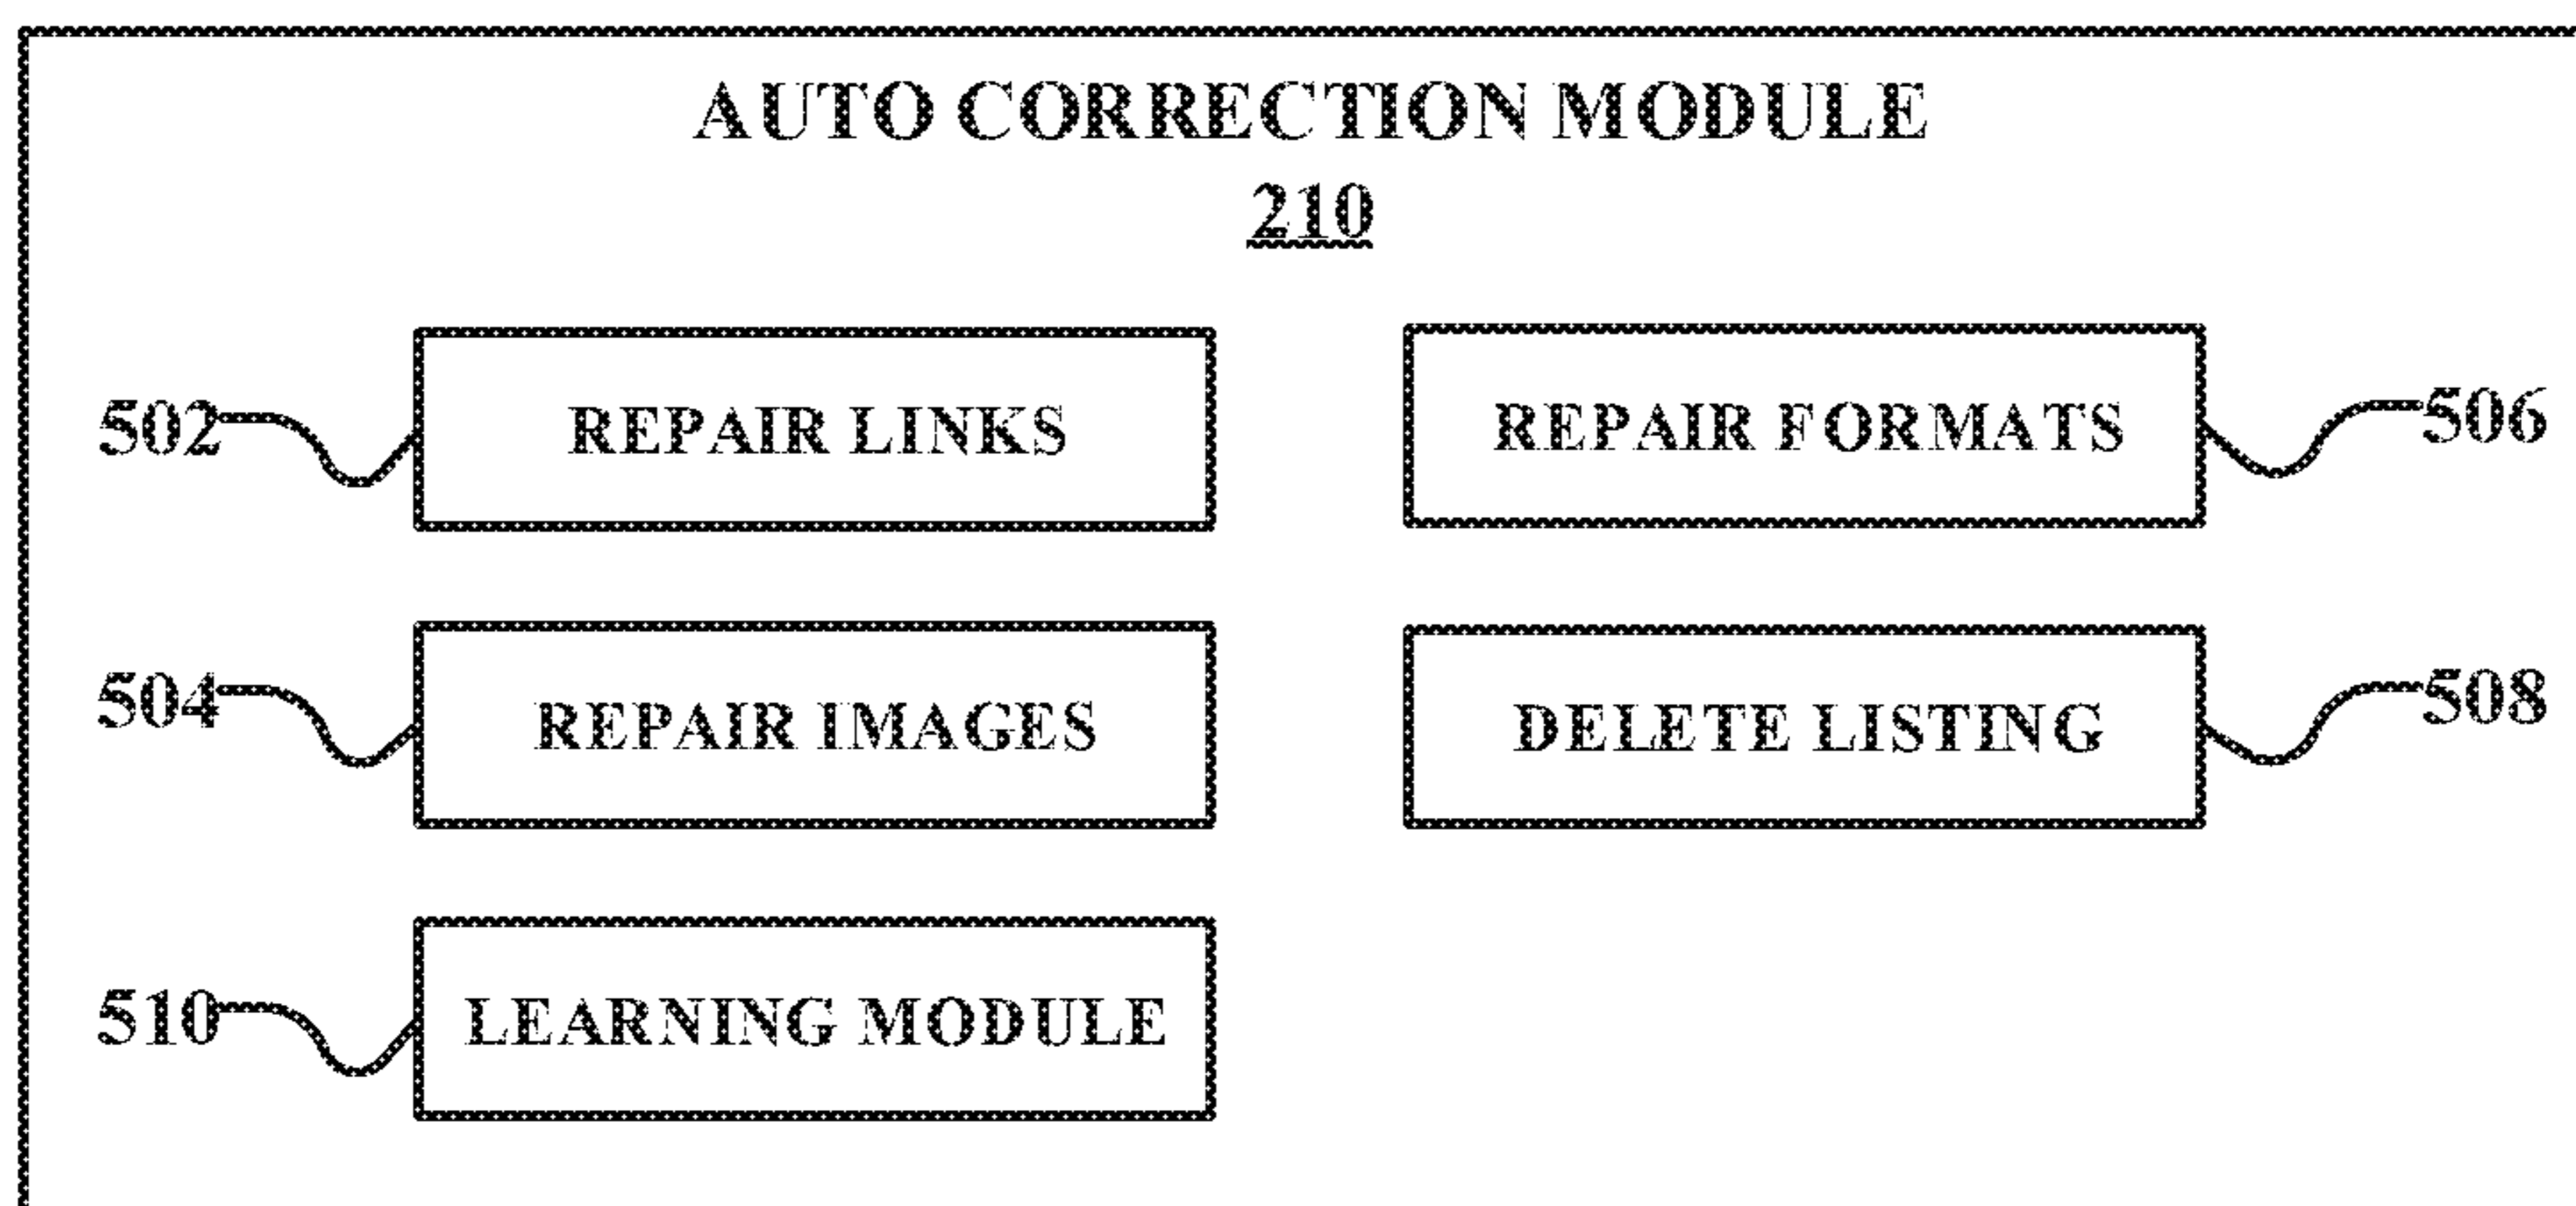 AUTO CORRECTION MODULE
210
502 REPAIR LINKS REPAIR FORMATS 506
504 REPAIR IMAGES DELETE LISTING 508
510 LEARNING MODULE